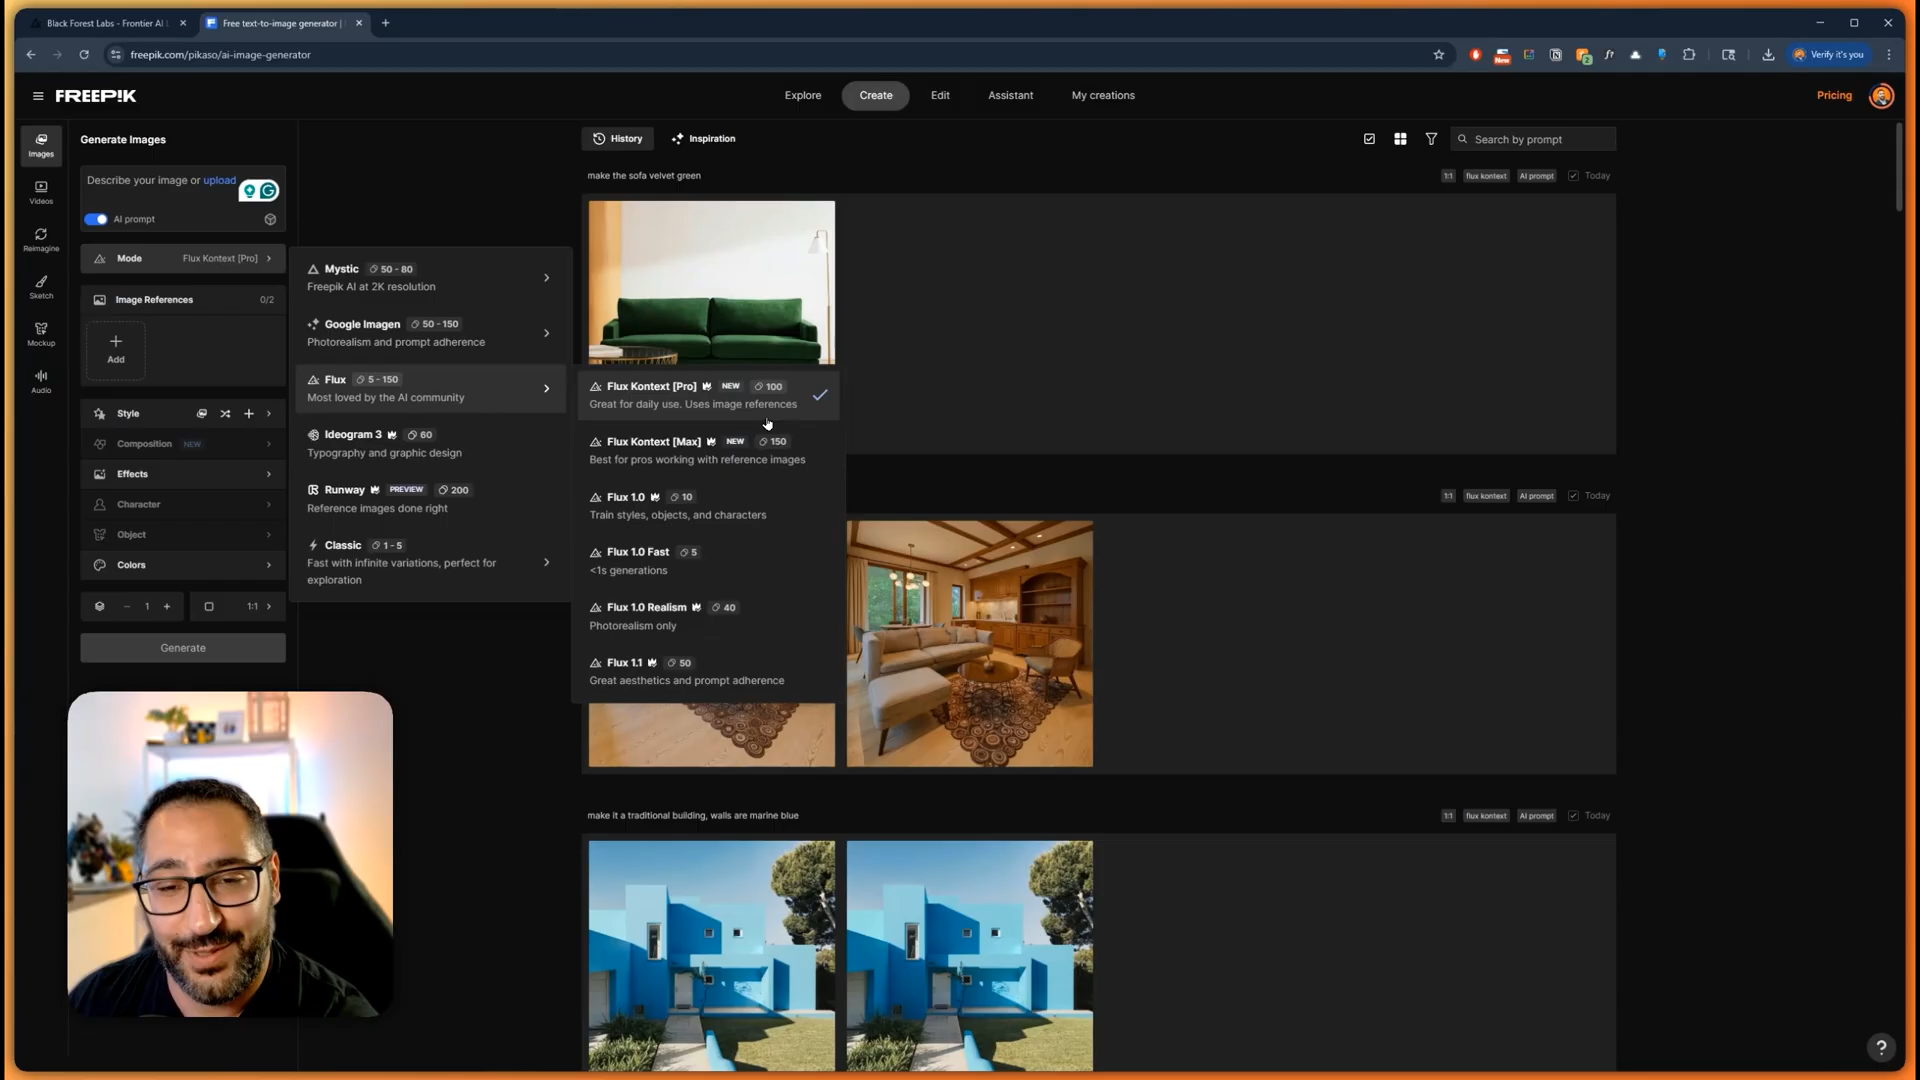 Black Forest Labs - Frontier AI L
Free text-to-image generator |
freepik.com/pikaso/ai-image-generator
New
2
f?
Verify it's you
FREEP!K
Explore
Create
Edit
Assistant
My creations
Pricing
Images
Videos
Reimagine
Sketch
Mockup
Audio
Generate Images
Describe your image or upload
AI prompt
Mode
Flux Kontext [Pro]
Image References
0/2
Add
Style
Composition NEW
Effects
Character
Object
Colors
1
1:1
Generate
Mystic 50 - 80
Freepik AI at 2K resolution
Google Imagen 50 - 150
Photorealism and prompt adherence
Flux 5 - 150
Most loved by the AI community
Ideogram 3 60
Typography and graphic design
Runway PREVIEW 200
Reference images done right
Classic 1 - 5
Fast with infinite variations, perfect for
exploration
Flux Kontext [Pro] NEW 100
Great for daily use. Uses image references
Flux Kontext [Max] NEW 150
Best for pros working with reference images
Flux 1.0 10
Train styles, objects, and characters
Flux 1.0 Fast 5
<1s generations
Flux 1.0 Realism 40
Photorealism only
Flux 1.1 50
Great aesthetics and prompt adherence
History
Inspiration
Search by prompt
make the sofa velvet green
1:1 flux kontext AI prompt Today
1:1 flux kontext AI prompt Today
make it a traditional building, walls are marine blue
1:1 flux kontext AI prompt Today
?